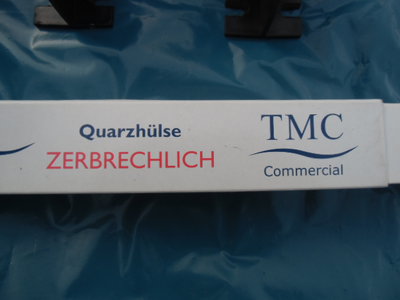 Quarzhülse
ZERBRECHLICH
TMC
Commercial